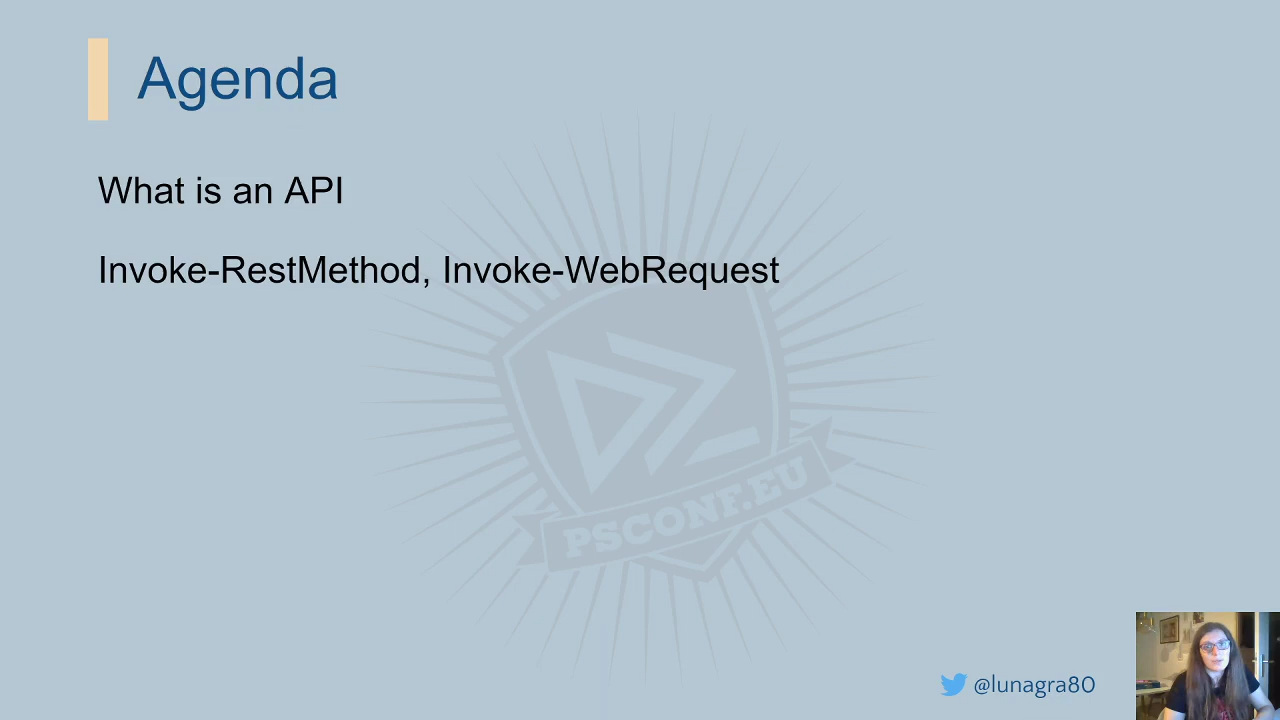 Agenda
What is an API
Invoke-RestMethod, Invoke-WebRequest
PSCONF.EU
@lunagra80